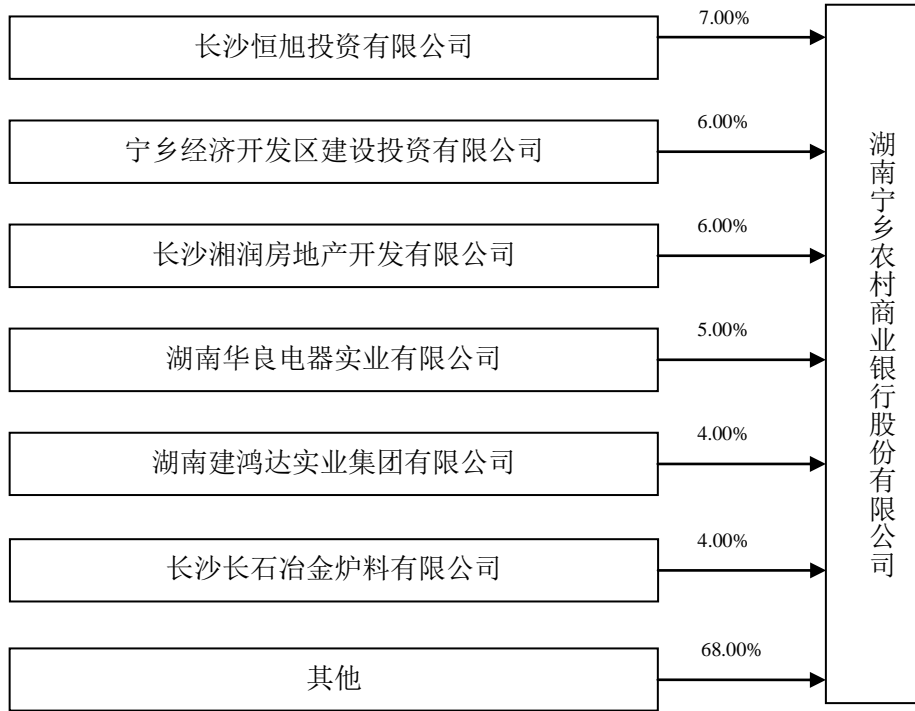 长沙恒旭投资有限公司
7.00%
宁乡经济开发区建设投资有限公司
6.00%
长沙湘润房地产开发有限公司
6.00%
湖南华良电器实业有限公司
5.00%
湖南建鸿达实业集团有限公司
4.00%
长沙长石冶金炉料有限公司
4.00%
其他
68.00%
湖南宁乡农村商业银行股份有限公司